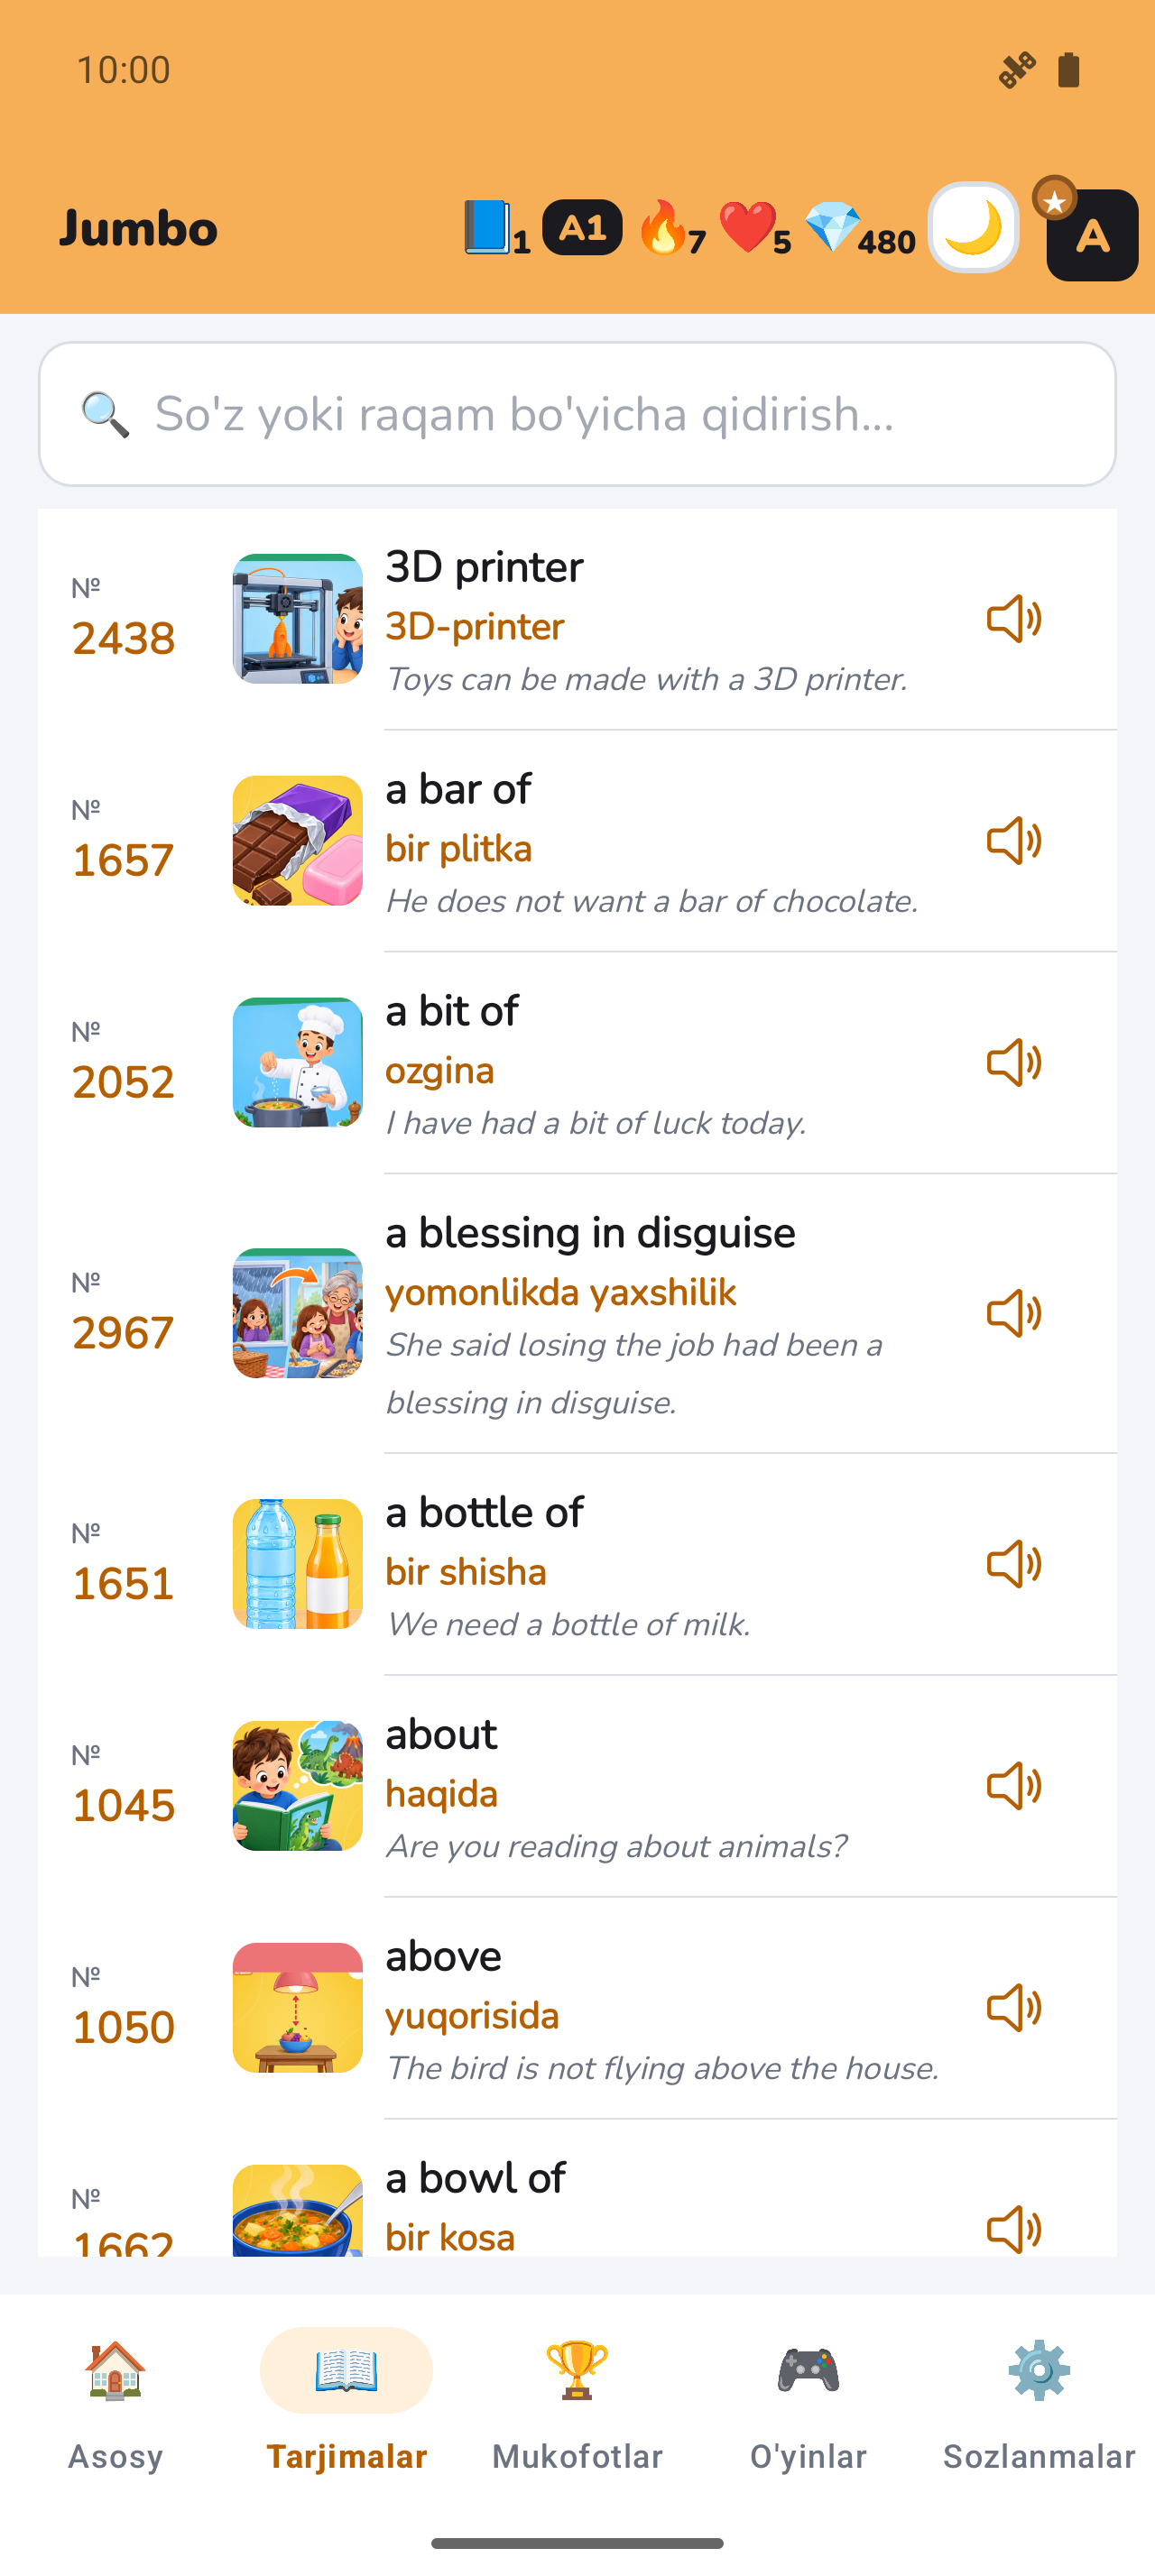 10:00
Jumbo
1
A1
7
5
480
A
So'z yoki raqam bo'yicha qidirish...
№
2438
3D printer
3D-printer
Toys can be made with a 3D printer.
№
1657
a bar of
bir plitka
He does not want a bar of chocolate.
№
2052
a bit of
ozgina
I have had a bit of luck today.
№
2967
a blessing in disguise
yomonlikda yaxshilik
She said losing the job had been a
blessing in disguise.
№
1651
a bottle of
bir shisha
We need a bottle of milk.
№
1045
about
haqida
Are you reading about animals?
№
1050
above
yuqorisida
The bird is not flying above the house.
№
1662
a bowl of
bir kosa
Asosy
Tarjimalar
Mukofotlar
O'yinlar
Sozlanmalar